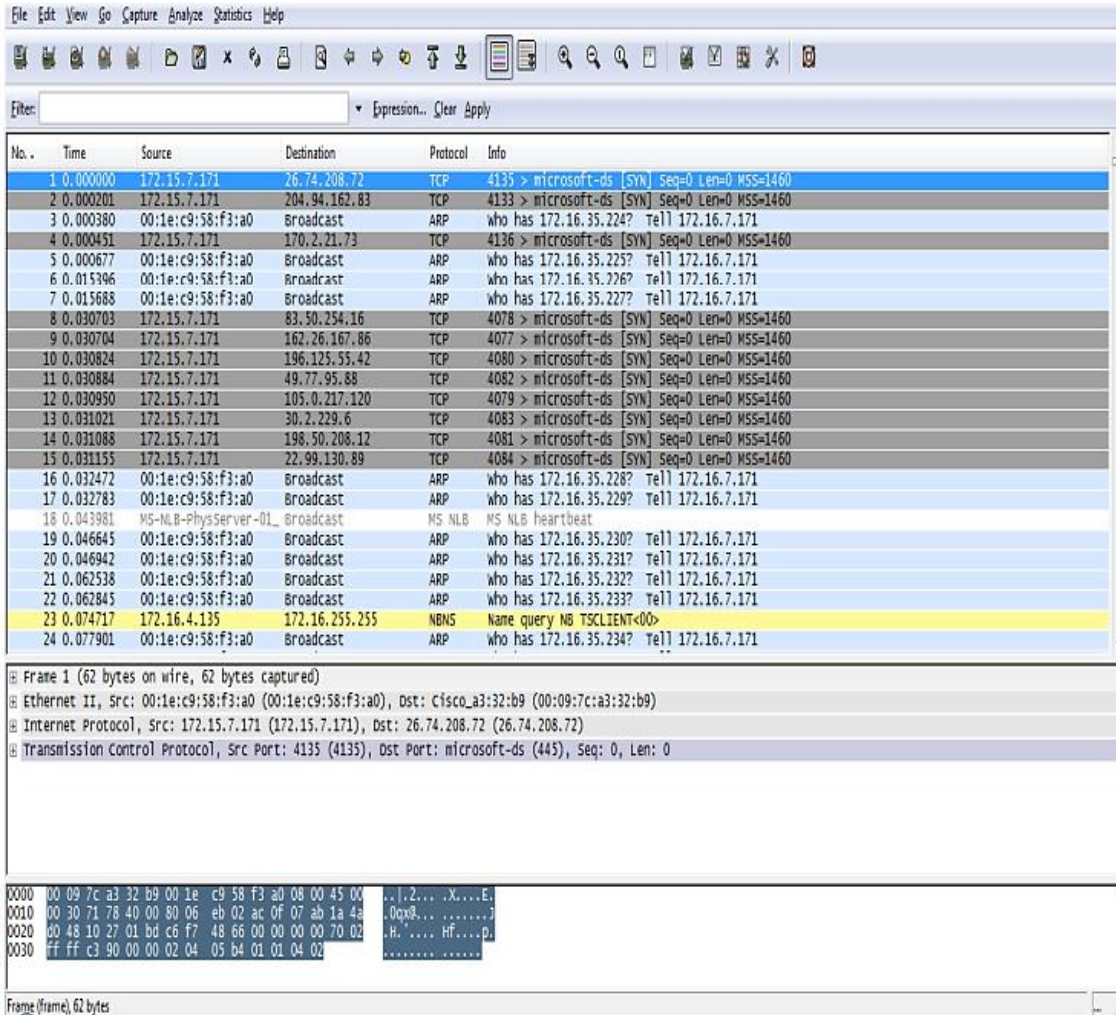 File Edit View Go Capture Analyze Statistics Help
Filter: Expression... Clear Apply
No. . Time Source Destination Protocol Info
1 0.000000 172.15.7.171 26.74.208.72 TCP 4135 > microsoft-ds [SYN] Seq=0 Len=0 MSS=1460
2 0.000201 172.15.7.171 204.94.162.83 TCP 4133 > microsoft-ds [SYN] Seq=0 Len=0 MSS=1460
3 0.000380 00:1e:c9:58:f3:a0 Broadcast ARP who has 172.16.35.224? Tell 172.16.7.171
4 0.000451 172.15.7.171 170.2.21.73 TCP 4136 > microsoft-ds [SYN] Seq=0 Len=0 MSS=1460
5 0.000677 00:1e:c9:58:f3:a0 Broadcast ARP who has 172.16.35.225? Tell 172.16.7.171
6 0.015396 00:1e:c9:58:f3:a0 Broadcast ARP who has 172.16.35.226? Tell 172.16.7.171
7 0.015688 00:1e:c9:58:f3:a0 Broadcast ARP who has 172.16.35.227? Tell 172.16.7.171
8 0.030703 172.15.7.171 83.50.254.16 TCP 4078 > microsoft-ds [SYN] Seq=0 Len=0 MSS=1460
9 0.030704 172.15.7.171 162.26.167.86 TCP 4077 > microsoft-ds [SYN] Seq=0 Len=0 MSS=1460
10 0.030824 172.15.7.171 196.125.55.42 TCP 4080 > microsoft-ds [SYN] Seq=0 Len=0 MSS=1460
11 0.030884 172.15.7.171 49.77.95.88 TCP 4082 > microsoft-ds [SYN] Seq=0 Len=0 MSS=1460
12 0.030950 172.15.7.171 105.0.217.120 TCP 4079 > microsoft-ds [SYN] Seq=0 Len=0 MSS=1460
13 0.031021 172.15.7.171 30.2.229.6 TCP 4083 > microsoft-ds [SYN] Seq=0 Len=0 MSS=1460
14 0.031088 172.15.7.171 198.50.208.12 TCP 4081 > microsoft-ds [SYN] Seq=0 Len=0 MSS=1460
15 0.031155 172.15.7.171 22.99.130.89 TCP 4084 > microsoft-ds [SYN] Seq=0 Len=0 MSS=1460
16 0.032472 00:1e:c9:58:f3:a0 Broadcast ARP who has 172.16.35.228? Tell 172.16.7.171
17 0.032783 00:1e:c9:58:f3:a0 Broadcast ARP who has 172.16.35.229? Tell 172.16.7.171
18 0.043981 MS-NLB-PhysServer-01_ Broadcast MS NLB MS NLB heartbeat
19 0.046645 00:1e:c9:58:f3:a0 Broadcast ARP who has 172.16.35.230? Tell 172.16.7.171
20 0.046942 00:1e:c9:58:f3:a0 Broadcast ARP who has 172.16.35.231? Tell 172.16.7.171
21 0.062538 00:1e:c9:58:f3:a0 Broadcast ARP who has 172.16.35.232? Tell 172.16.7.171
22 0.062845 00:1e:c9:58:f3:a0 Broadcast ARP who has 172.16.35.233? Tell 172.16.7.171
23 0.074717 172.16.4.135 172.16.255.255 NBNS Name query NB TSCLIENT<00>
24 0.077901 00:1e:c9:58:f3:a0 Broadcast ARP who has 172.16.35.234? Tell 172.16.7.171
Frame 1 (62 bytes on wire, 62 bytes captured)
Ethernet II, Src: 00:1e:c9:58:f3:a0 (00:1e:c9:58:f3:a0), Dst: Cisco_a3:32:b9 (00:09:7c:a3:32:b9)
Internet Protocol, Src: 172.15.7.171 (172.15.7.171), Dst: 26.74.208.72 (26.74.208.72)
Transmission Control Protocol, Src Port: 4135 (4135), Dst Port: microsoft-ds (445), Seq: 0, Len: 0
0000 00 09 7c a3 32 b9 00 1e c9 58 f3 a0 08 00 45 00 ..|.2... .X....E.
0010 00 30 71 78 40 00 80 06 eb 02 ac 0f 07 ab 1a 4a .0qx@... .......J
0020 d0 48 10 27 01 bd c6 f7 48 66 00 00 00 00 70 02 .H.'.... Hf....p.
0030 ff ff c3 90 00 00 02 04 05 b4 01 01 04 02 ........ ......
Frame (frame), 62 bytes